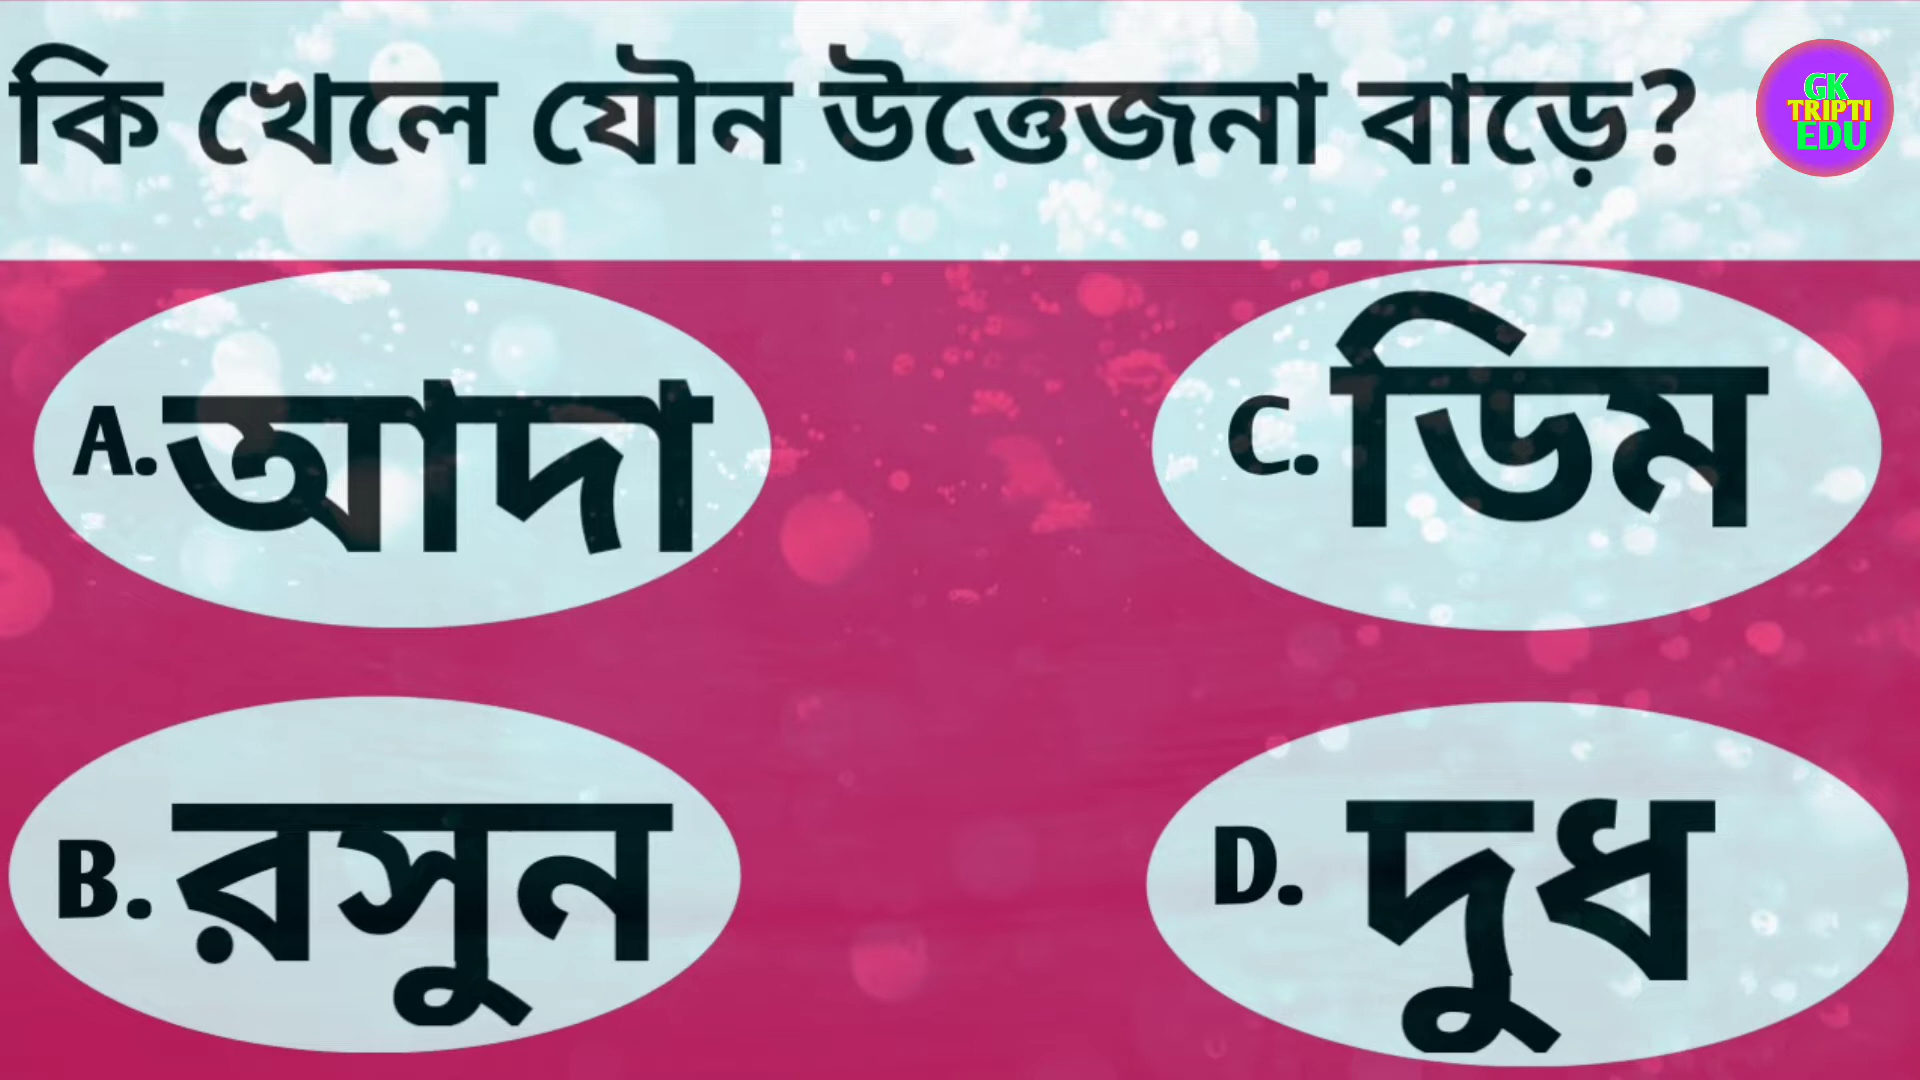 কি খেলে যৌন উত্তেজনা বাড়ে?
GK
TRIPTI
EDU
A. আদা
C. ডিম
B. রসুন
D. দুধ